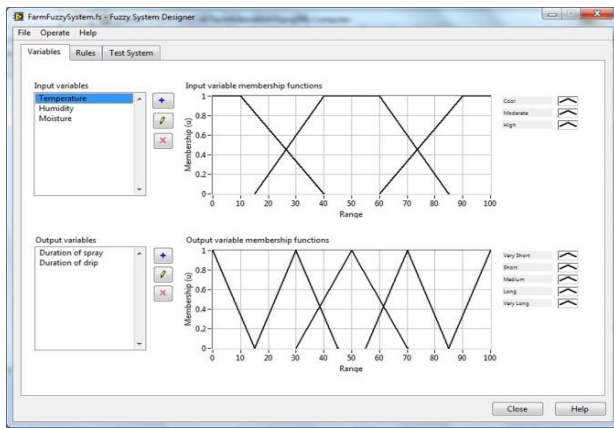 FarmFuzzySystem.fs - Fuzzy System Designer
File Operate Help
Variables Rules Test System
Input variables
Temperature
Humidity
Moisture
Input variable membership functions
Membership (u)
1
0.8
0.6
0.4
0.2
0
0 10 20 30 40 50 60 70 80 90 100
Range
Cool
Moderate
High
Output variables
Duration of spray
Duration of drip
Output variable membership functions
Membership (u)
1
0.8
0.6
0.4
0.2
0
0 10 20 30 40 50 60 70 80 90 100
Range
Very Short
Short
Medium
Long
Very Long
Close Help